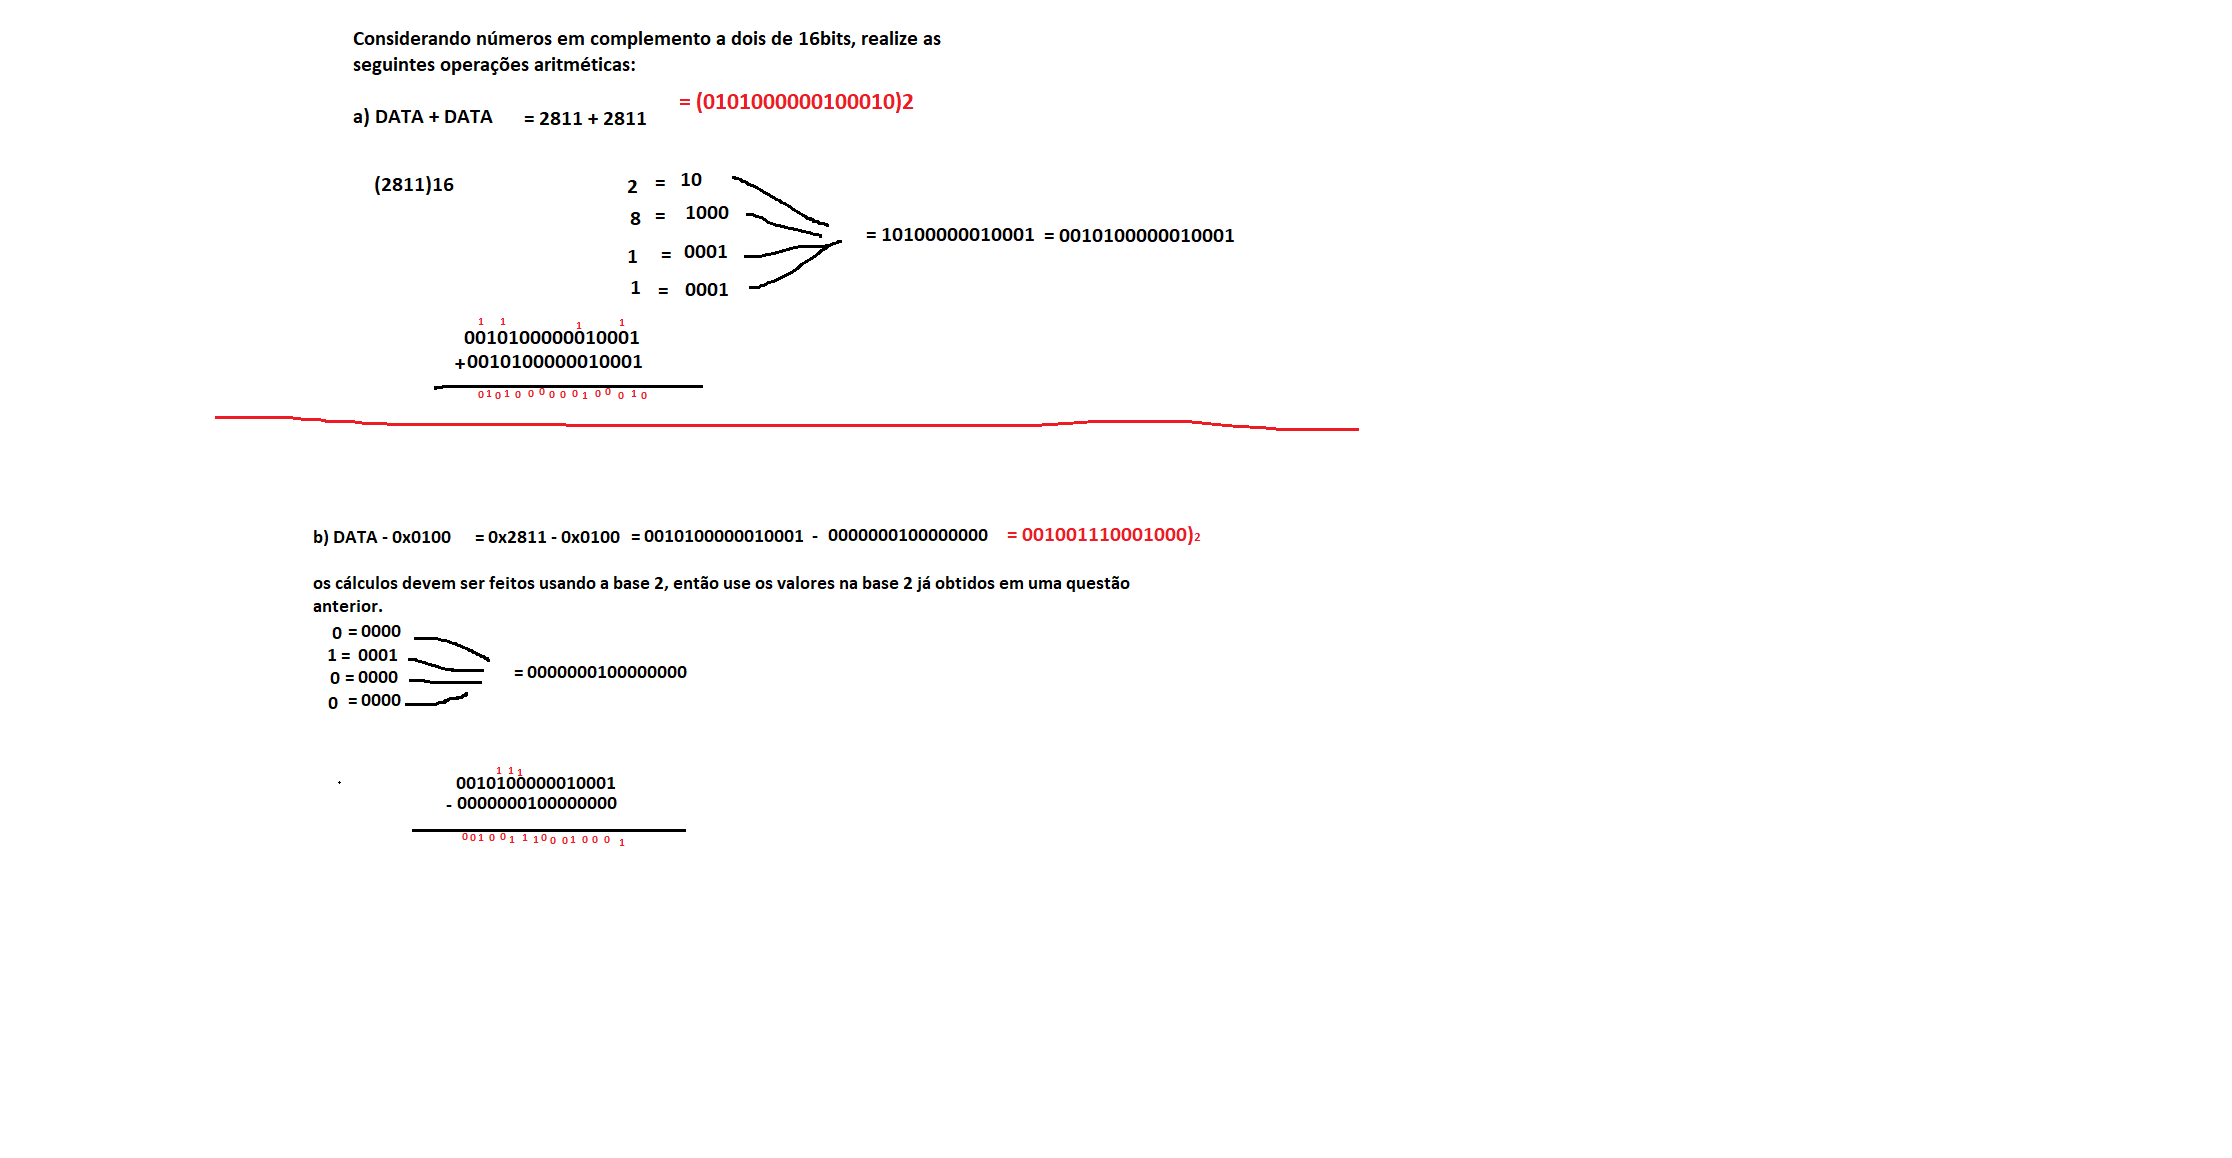 Considerando números em complemento a dois de 16bits, realize as
seguintes operações aritméticas:
a) DATA + DATA = 2811 + 2811 = (0101000000100010)2
(2811)16
2 = 10
8 = 1000
1 = 0001
1 = 0001
= 10100000010001 = 0010100000010001
1 1 1 1
0010100000010001
+0010100000010001
0101000000100010
b) DATA - 0x0100 = 0x2811 - 0x0100 = 0010100000010001 - 0000000100000000 = 001001110001000)2
os cálculos devem ser feitos usando a base 2, então use os valores na base 2 já obtidos em uma questão
anterior.
0 = 0000
1 = 0001
0 = 0000
0 = 0000
= 0000000100000000
1 1 1
0010100000010001
- 0000000100000000
0010011100010001